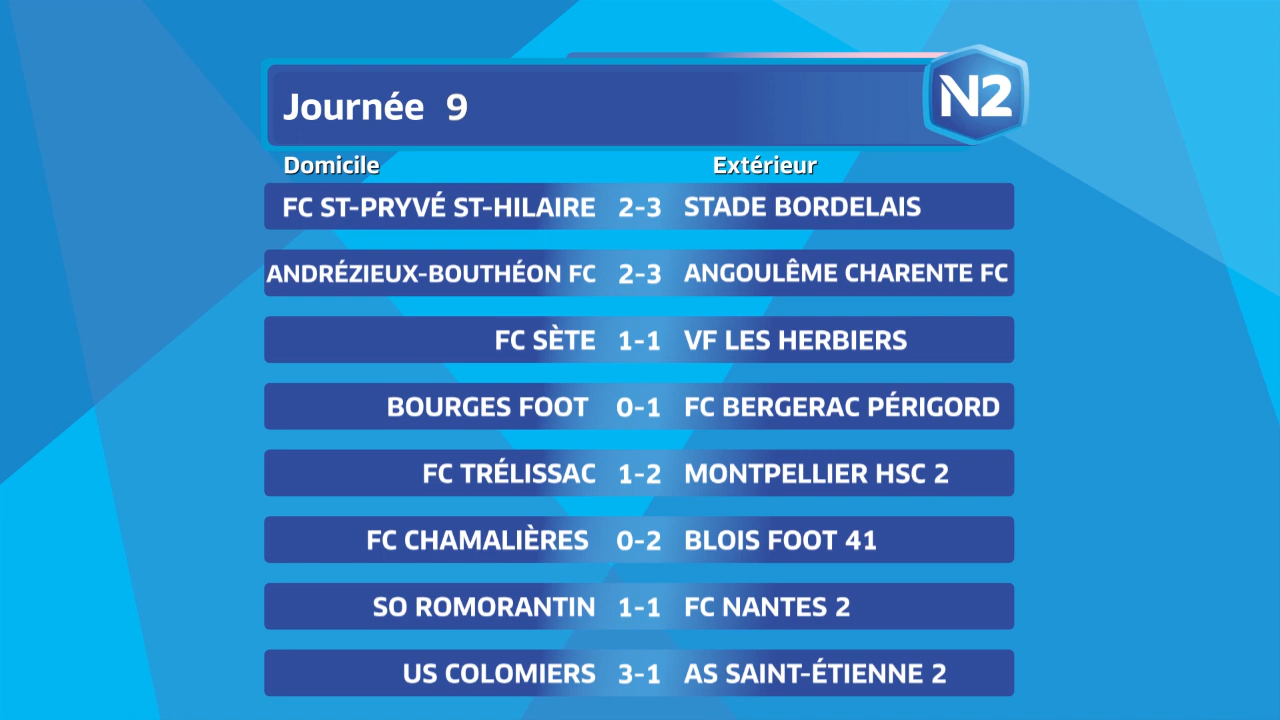 Journée 9
N2
Domicile Extérieur
FC ST-PRYVÉ ST-HILAIRE 2-3 STADE BORDELAIS
ANDRÉZIEUX-BOUTHÉON FC 2-3 ANGOULÊME CHARENTE FC
FC SÈTE 1-1 VF LES HERBIERS
BOURGES FOOT 0-1 FC BERGERAC PÉRIGORD
FC TRÉLISSAC 1-2 MONTPELLIER HSC 2
FC CHAMALIÈRES 0-2 BLOIS FOOT 41
SO ROMORANTIN 1-1 FC NANTES 2
US COLOMIERS 3-1 AS SAINT-ÉTIENNE 2